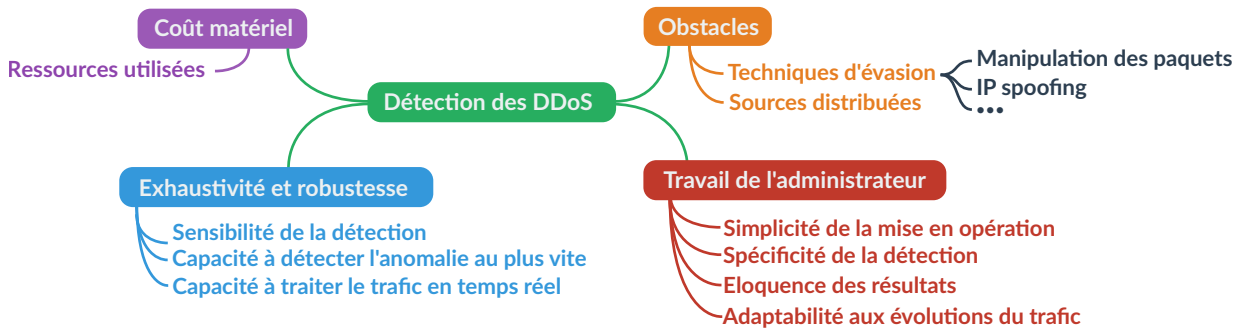 Coût matériel
Ressources utilisées
Détection des DDoS
Obstacles
Techniques d'évasion
Manipulation des paquets
IP spoofing
•••
Sources distribuées
Exhaustivité et robustesse
Sensibilité de la détection
Capacité à détecter l'anomalie au plus vite
Capacité à traiter le trafic en temps réel
Travail de l'administrateur
Simplicité de la mise en opération
Spécificité de la détection
Eloquence des résultats
Adaptabilité aux évolutions du trafic